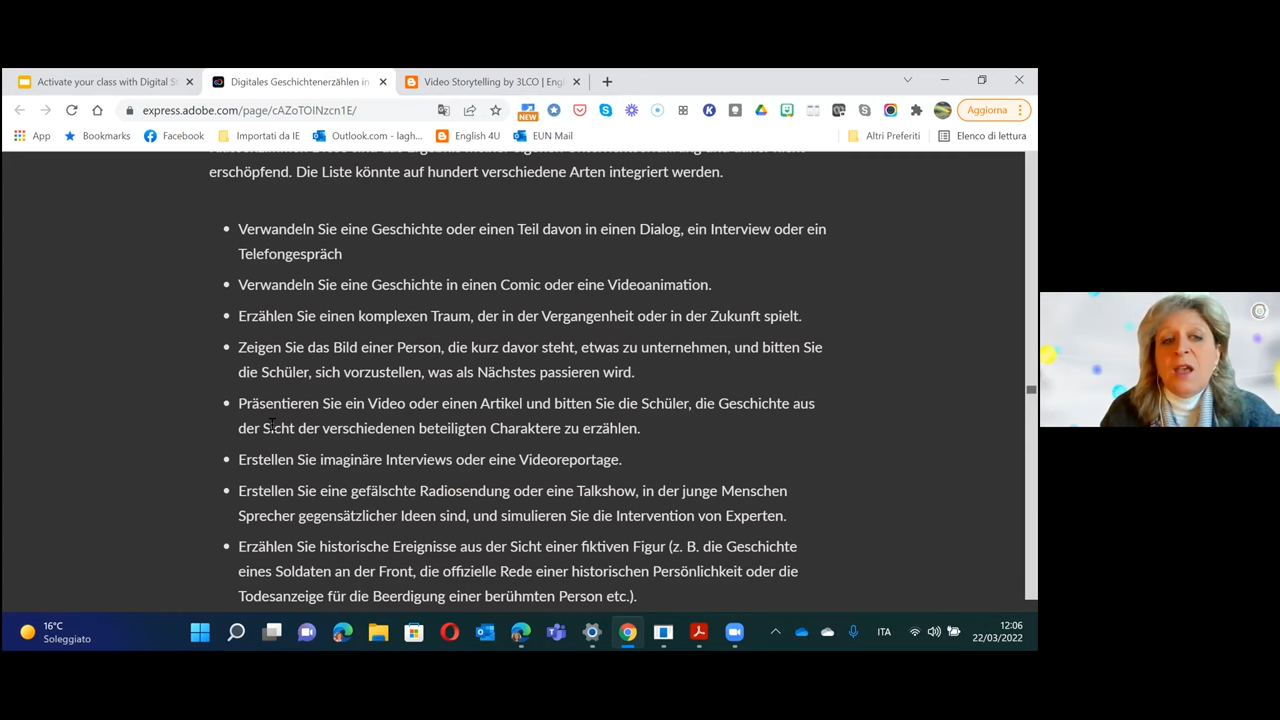 Activate your class with Digital S
Digitales Geschichtenerzählen in
Video Storytelling by 3LCO | Engl
express.adobe.com/page/cAZoTOINzcn1E/
NEW
Aggiorna
App
Bookmarks
Facebook
Importati da IE
Outlook.com - lagh...
English 4U
EUN Mail
Altri Preferiti
Elenco di lettura
erschöpfend. Die Liste könnte auf hundert verschiedene Arten integriert werden.
• Verwandeln Sie eine Geschichte oder einen Teil davon in einen Dialog, ein Interview oder ein
Telefongespräch
• Verwandeln Sie eine Geschichte in einen Comic oder eine Videoanimation.
• Erzählen Sie einen komplexen Traum, der in der Vergangenheit oder in der Zukunft spielt.
• Zeigen Sie das Bild einer Person, die kurz davor steht, etwas zu unternehmen, und bitten Sie
die Schüler, sich vorzustellen, was als Nächstes passieren wird.
• Präsentieren Sie ein Video oder einen Artikel und bitten Sie die Schüler, die Geschichte aus
der Sicht der verschiedenen beteiligten Charaktere zu erzählen.
• Erstellen Sie imaginäre Interviews oder eine Videoreportage.
• Erstellen Sie eine gefälschte Radiosendung oder eine Talkshow, in der junge Menschen
Sprecher gegensätzlicher Ideen sind, und simulieren Sie die Intervention von Experten.
• Erzählen Sie historische Ereignisse aus der Sicht einer fiktiven Figur (z. B. die Geschichte
eines Soldaten an der Front, die offizielle Rede einer historischen Persönlichkeit oder die
Todesanzeige für die Beerdigung einer berühmten Person etc.).
16°C
Soleggiato
ITA
12:06
22/03/2022